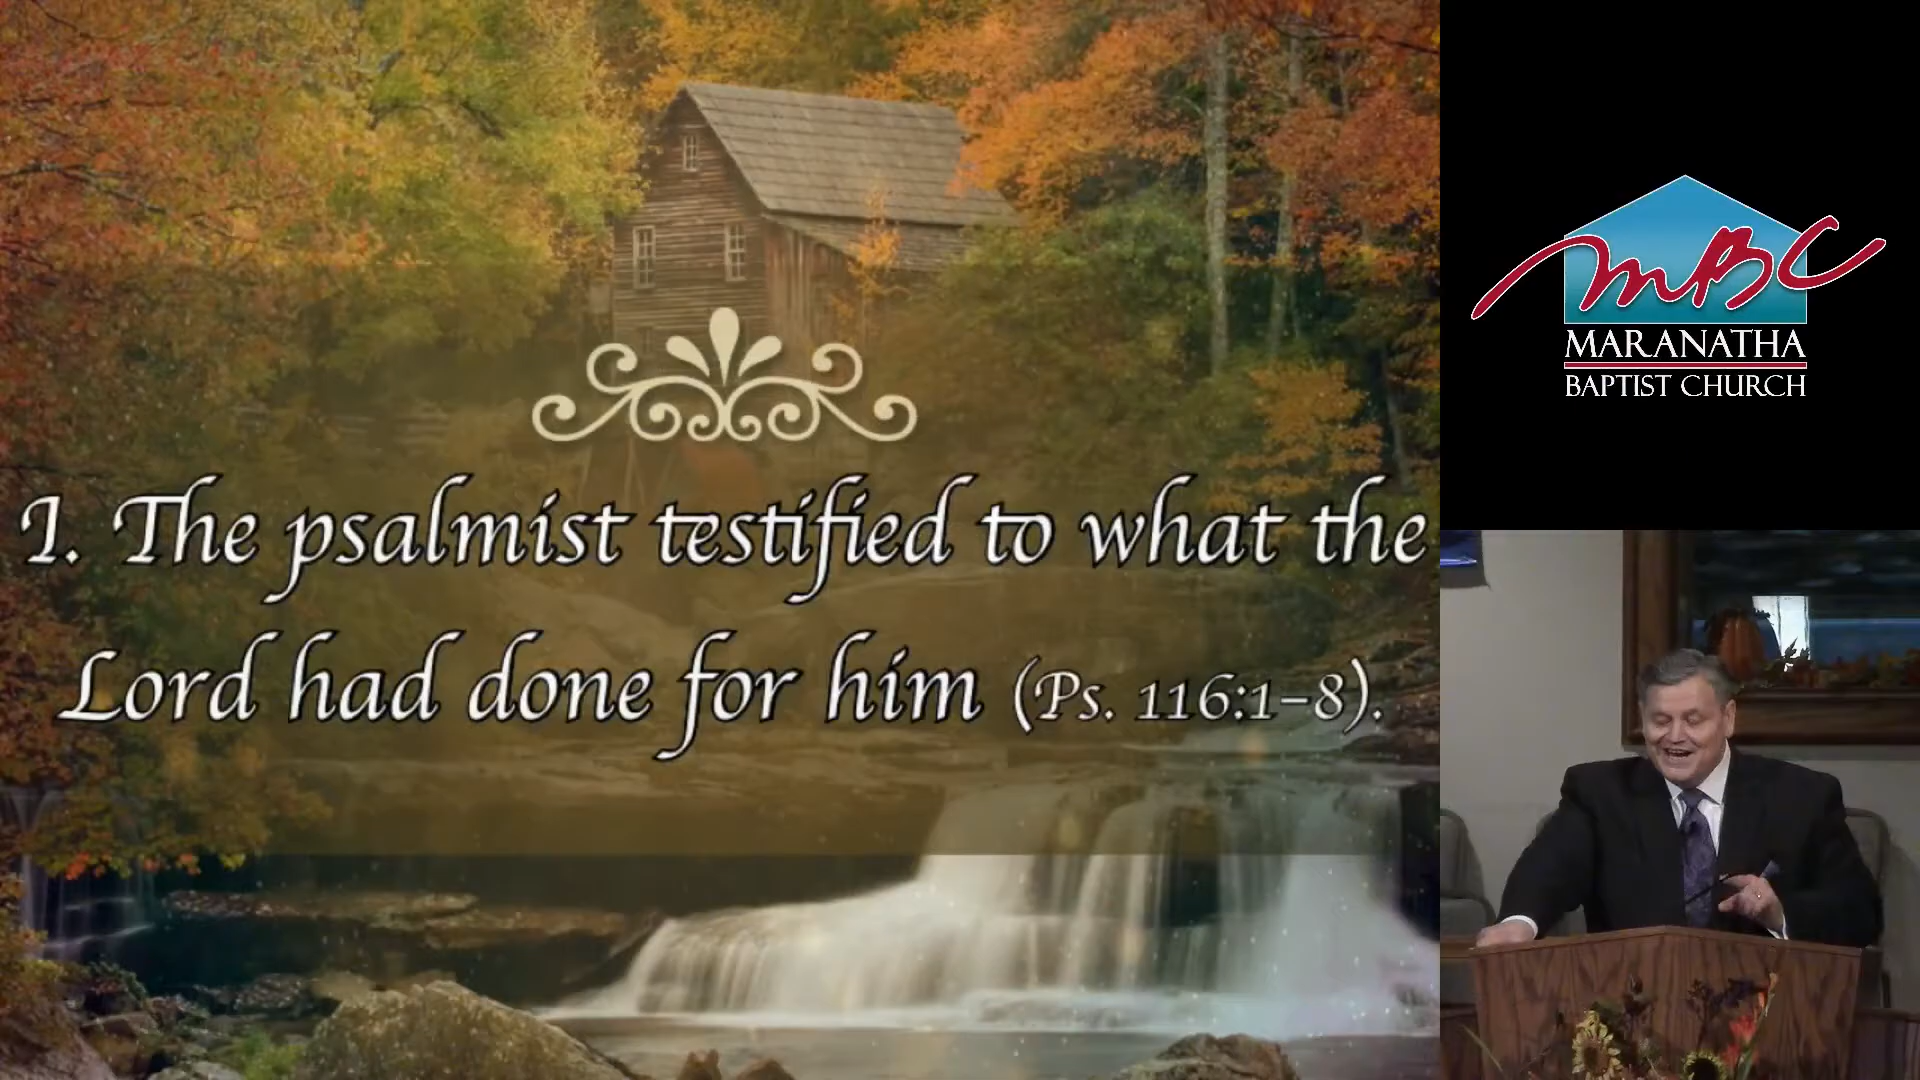 I. The psalmist testified to what the
Lord had done for him (Ps. 116:1–8).
MBC
MARANATHA
BAPTIST CHURCH